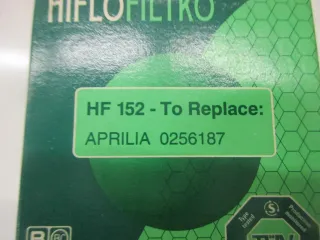 HIFLOFILTRO
HF 152 - To Replace:
APRILIA 0256187